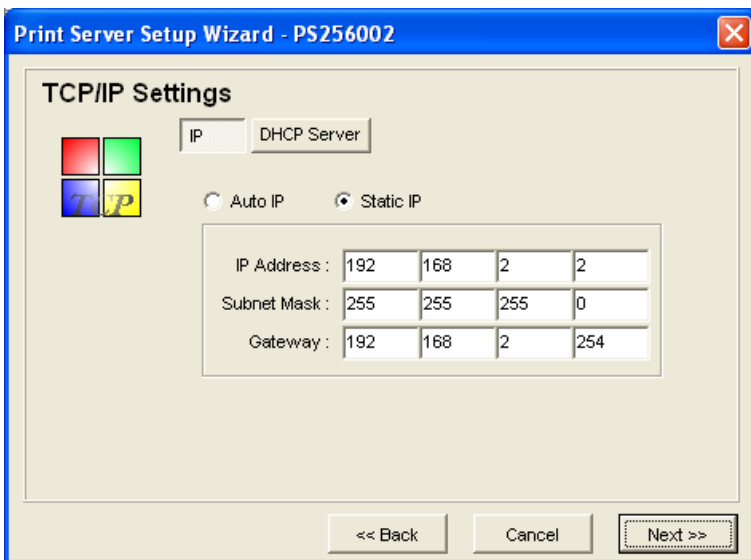 Print Server Setup Wizard - PS256002
TCP/IP Settings
IP DHCP Server
TCP
Auto IP Static IP
IP Address : 192 168 2 2
Subnet Mask : 255 255 255 0
Gateway : 192 168 2 254
<< Back Cancel Next >>